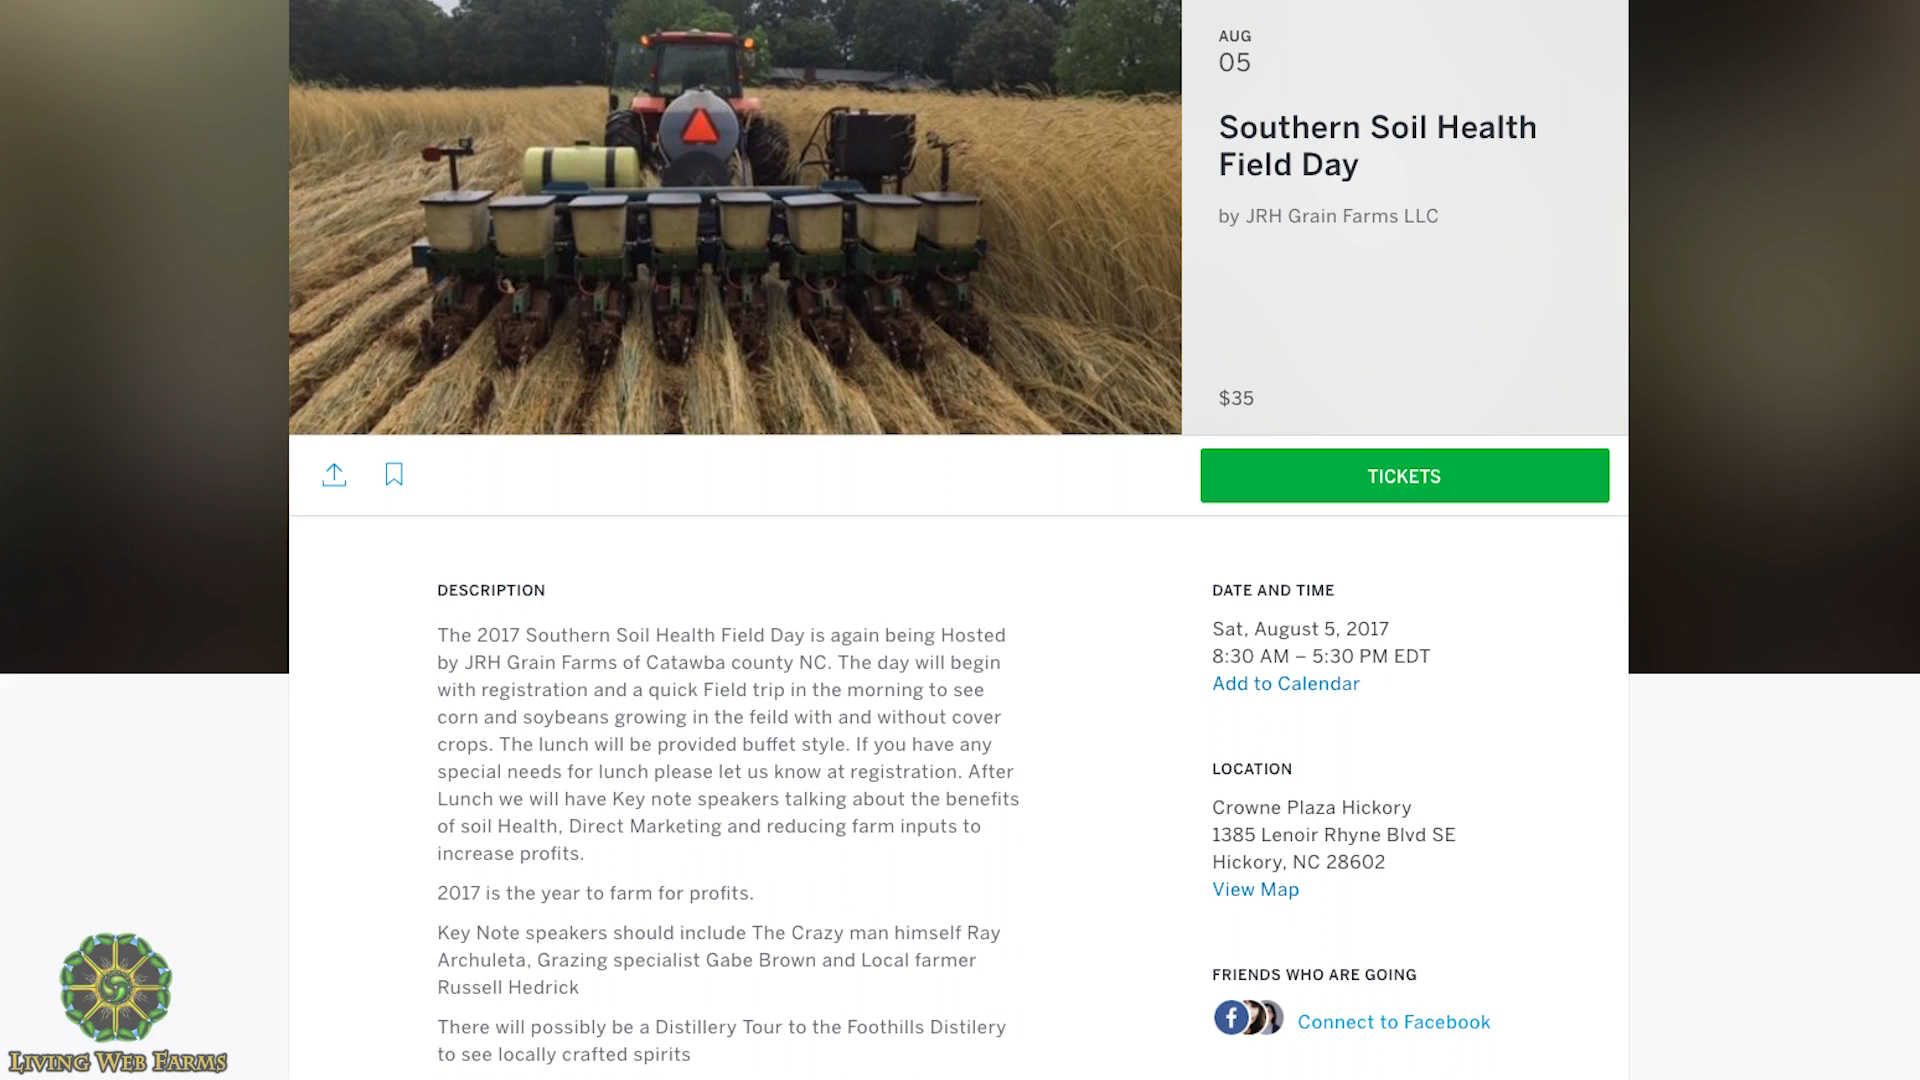 AUG
05
Southern Soil Health
Field Day
by JRH Grain Farms LLC
$35
TICKETS
DESCRIPTION
The 2017 Southern Soil Health Field Day is again being Hosted
by JRH Grain Farms of Catawba county NC. The day will begin
with registration and a quick Field trip in the morning to see
corn and soybeans growing in the feild with and without cover
crops. The lunch will be provided buffet style. If you have any
special needs for lunch please let us know at registration. After
Lunch we will have Key note speakers talking about the benefits
of soil Health, Direct Marketing and reducing farm inputs to
increase profits.
2017 is the year to farm for profits.
Key Note speakers should include The Crazy man himself Ray
Archuleta, Grazing specialist Gabe Brown and Local farmer
Russell Hedrick
There will possibly be a Distillery Tour to the Foothills Distilery
to see locally crafted spirits
DATE AND TIME
Sat, August 5, 2017
8:30 AM – 5:30 PM EDT
Add to Calendar
LOCATION
Crowne Plaza Hickory
1385 Lenoir Rhyne Blvd SE
Hickory, NC 28602
View Map
FRIENDS WHO ARE GOING
Connect to Facebook
LIVING WEB FARMS